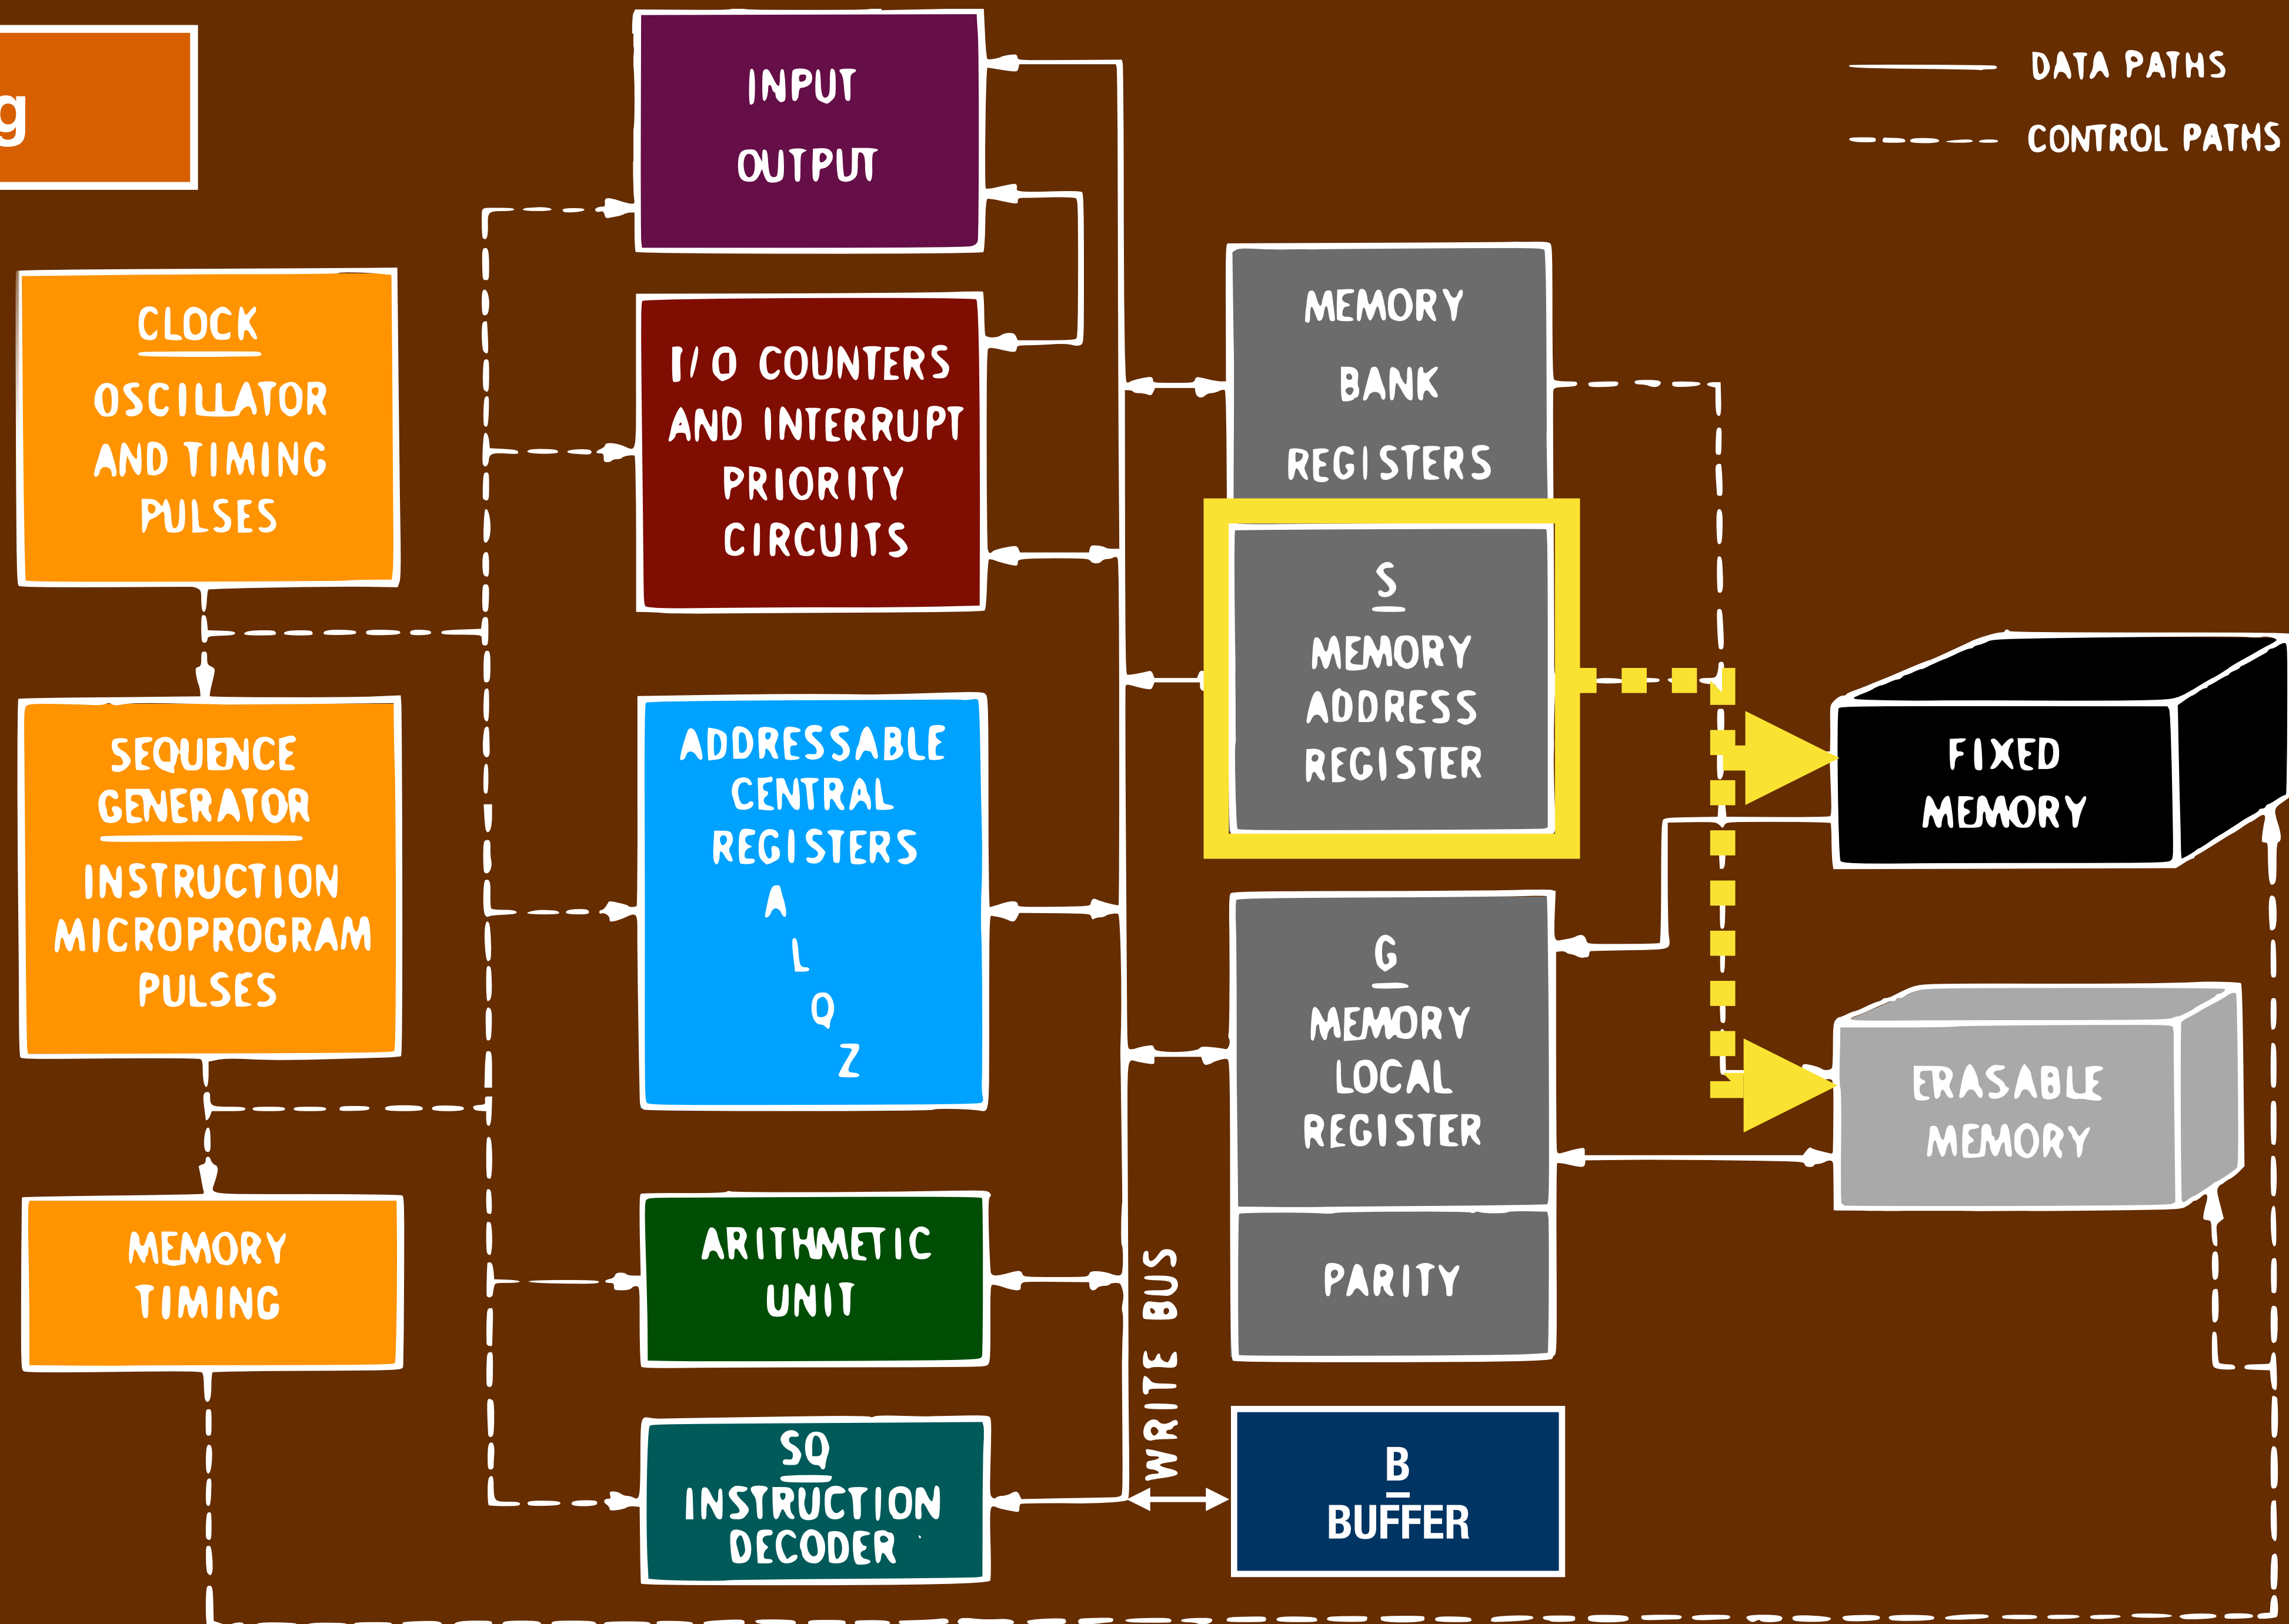 g
INPUT
OUTPUT
DATA PATHS
CONTROL PATHS
CLOCK
OSCILLATOR
AND TIMING
PULSES
I/O COUNTERS
AND INTERRUPT
PRIORITY
CIRCUITS
MEMORY
BANK
REGISTERS
S
MEMORY
ADDRESS
REGISTER
FIXED
MEMORY
SEQUENCE
GENERATOR
INSTRUCTION
MICROPROGRAM
PULSES
ADDRESSABLE
CENTRAL
REGISTERS
A
L
Q
Z
G
MEMORY
LOCAL
REGISTER
ERASABLE
MEMORY
MEMORY
TIMING
ARITHMETIC
UNIT
PARITY
WRITE BUS
SQ
INSTRUCTION
DECODER
B
BUFFER